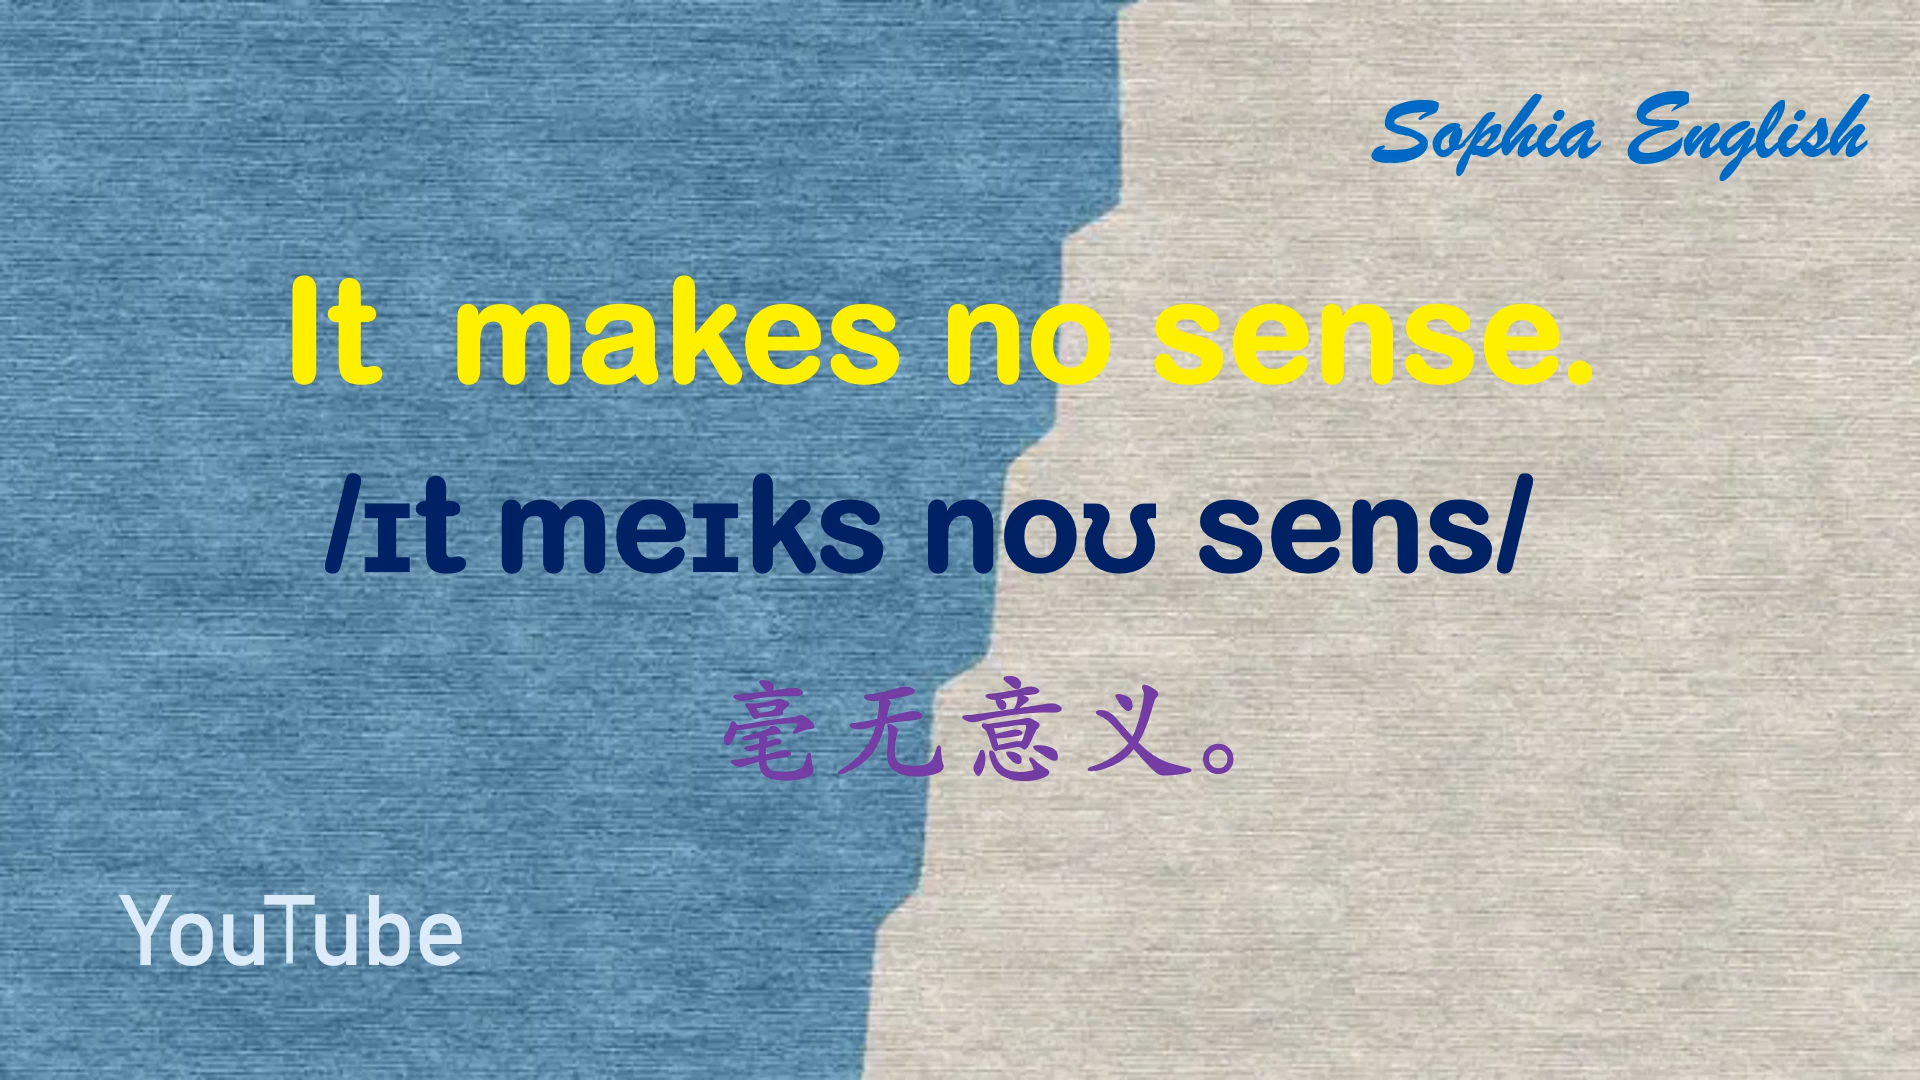 Sophia English
It makes no sense.
/ɪt meɪks noʊ sens/
毫无意义。
YouTube